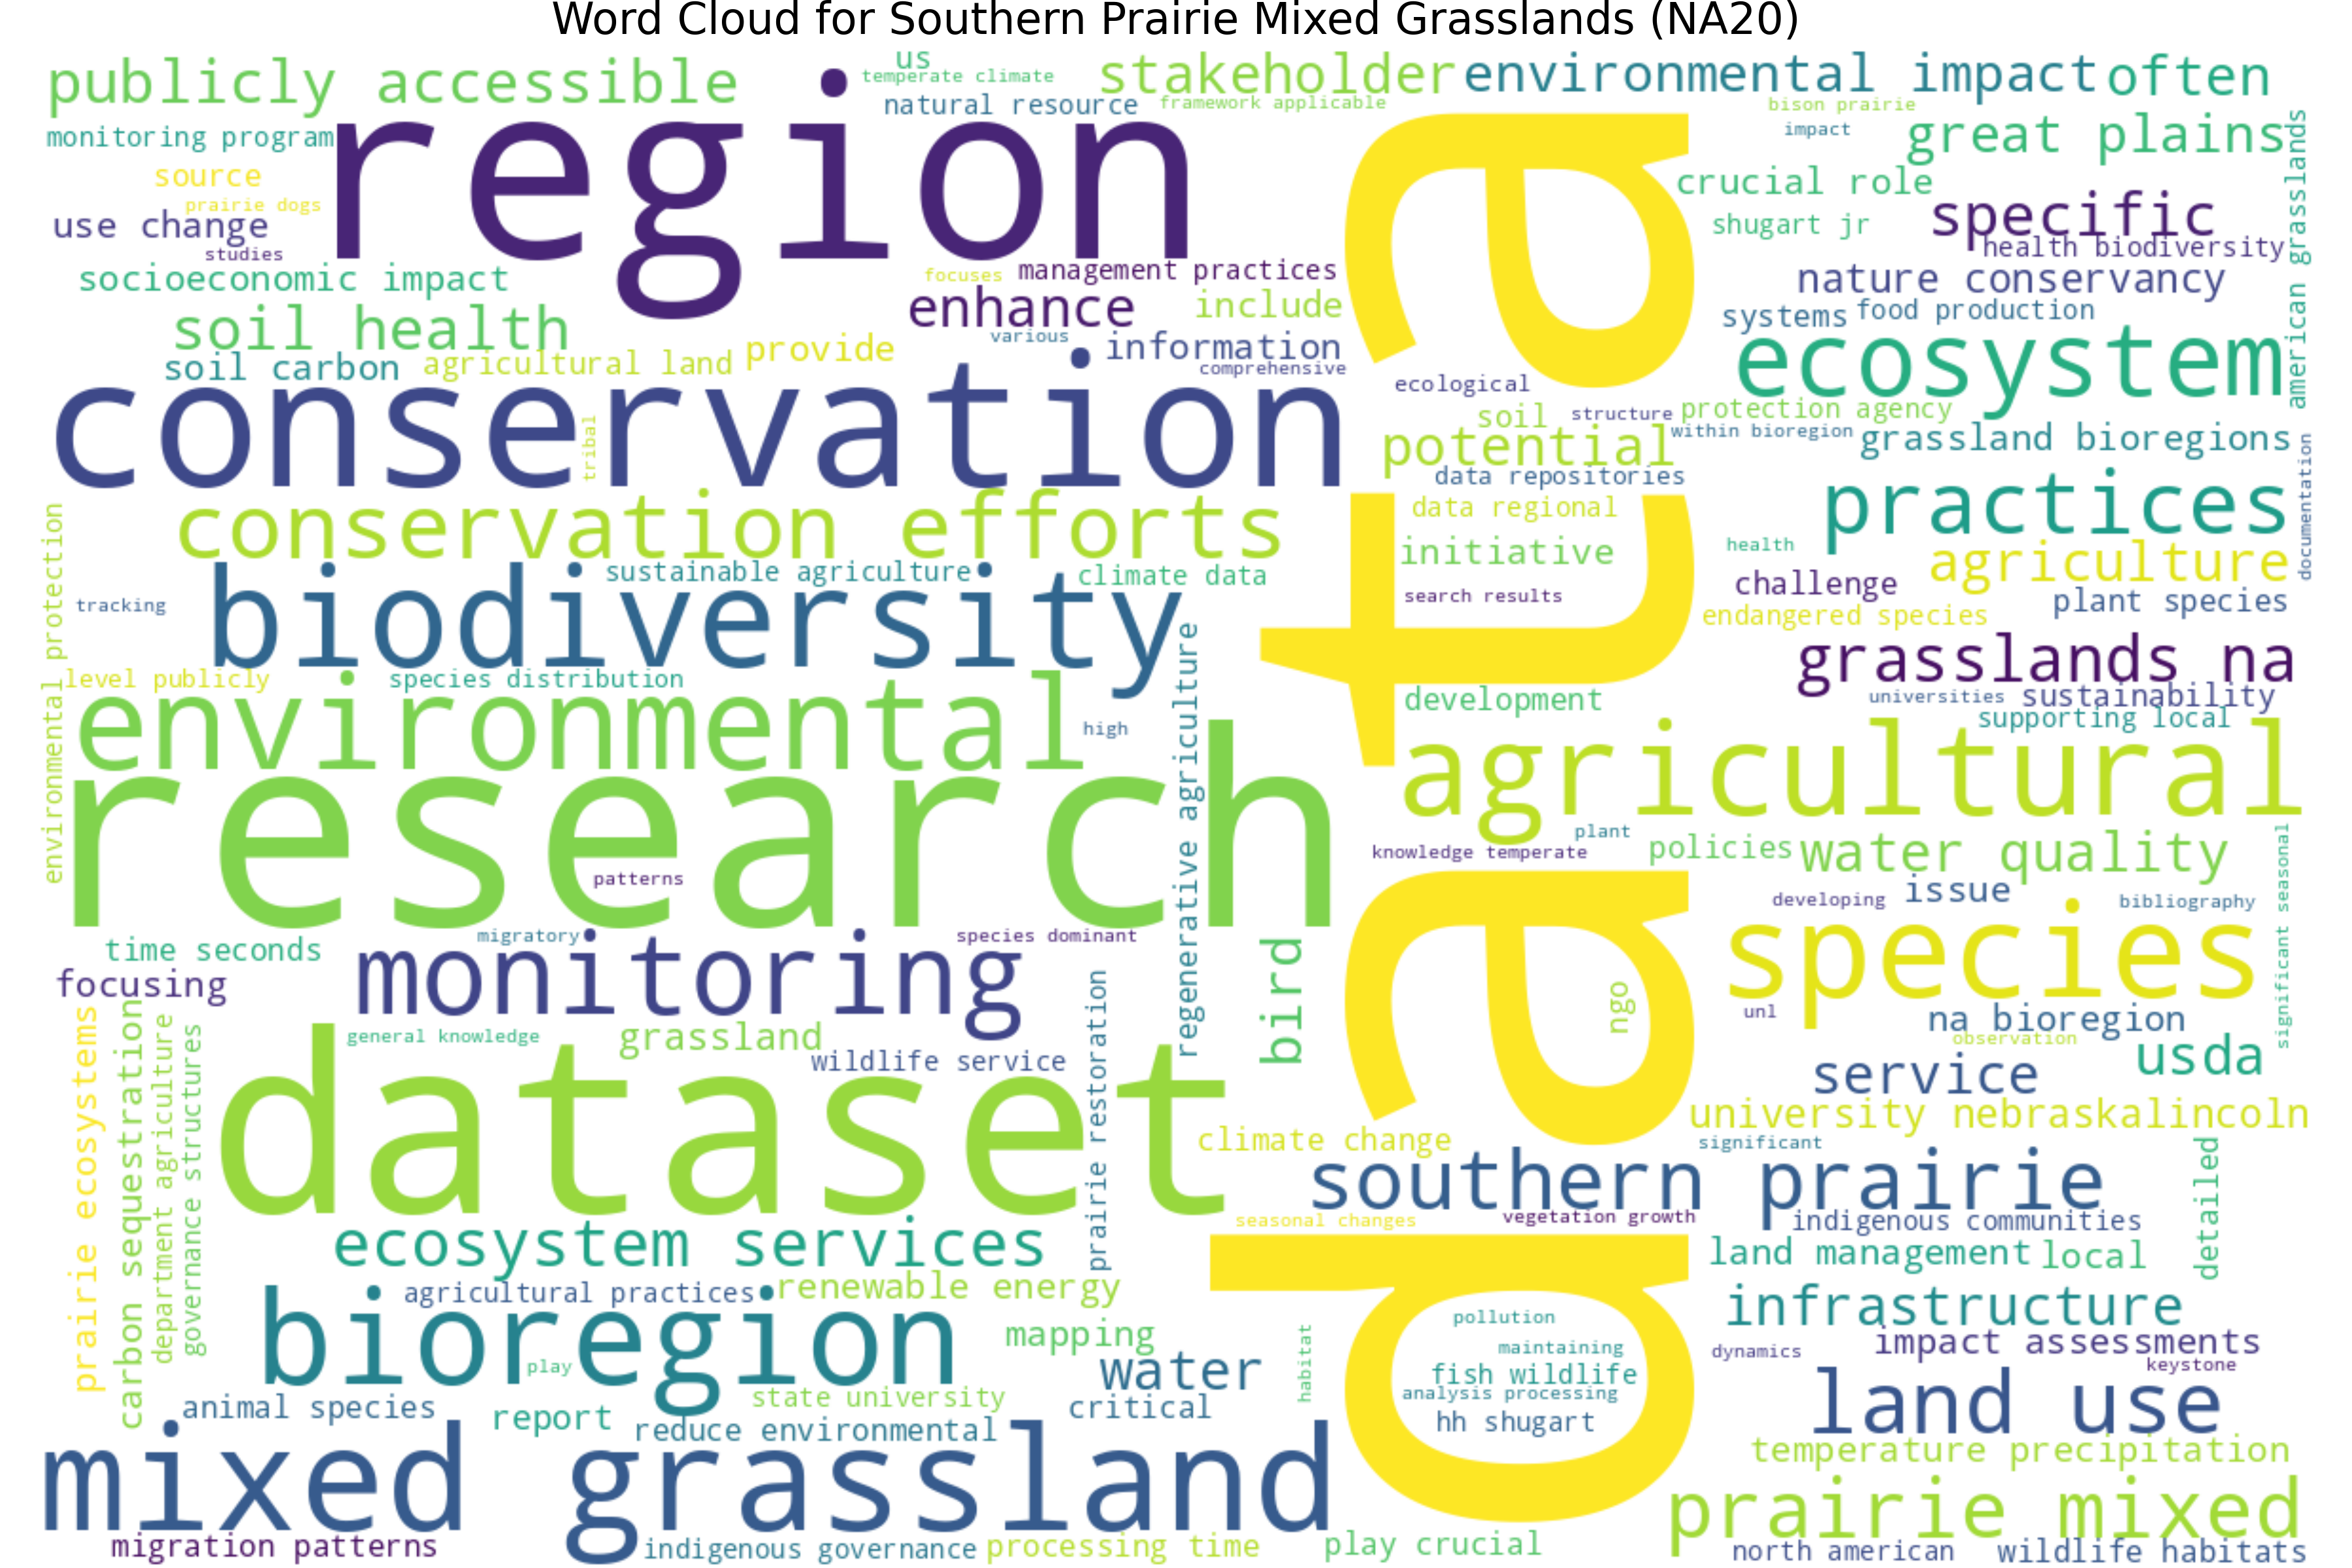 Word Cloud for Southern Prairie Mixed Grasslands (NA20)
publicly accessible
us
temperate climate
stakeholder
environmental impact
often
natural resource
framework applicable
bison prairie
monitoring program
region
impact
great plains
american grasslands
source
prairie dogs
crucial role
use change
studies
shugart jr
specific
health biodiversity
socioeconomic impact
focuses
management practices
nature conservancy
enhance
include
systems
food production
soil health
various
information
comprehensive
ecosystem
soil carbon
agricultural land
provide
ecological
conservation
tribal
soil
structure
protection agency
potential
within bioregion
grassland bioregions
data repositories
documentation
data
conservation efforts
data regional
practices
environmental protection
initiative
health
agriculture
biodiversity
sustainable agriculture
climate data
challenge
tracking
search results
endangered species
plant species
level publicly
species distribution
regenerative agriculture
grasslands na
environmental
high
development
universities
sustainability
supporting local
research
agricultural
plant
knowledge temperate
policies
water quality
significant seasonal
patterns
developing
issue
bibliography
time seconds
migratory
species dominant
species
focusing
monitoring
bird
ngo
unl
na bioregion
general knowledge
grassland
observation
wildlife service
prairie restoration
usda
prairie ecosystems
carbon sequestration
department agriculture
governance structures
dataset
service
university nebraskalincoln
climate change
significant
southern prairie
detailed
ecosystem services
seasonal changes
vegetation growth
indigenous communities
land management
local
agricultural practices
renewable energy
infrastructure
bioregion
play
mapping
pollution
maintaining
impact assessments
dynamics
keystone
water
habitat
fish wildlife
analysis processing
land use
animal species
report
state university
critical
hh shugart
reduce environmental
temperature precipitation
mixed grassland
prairie mixed
migration patterns
indigenous governance
processing time
play crucial
north american
wildlife habitats